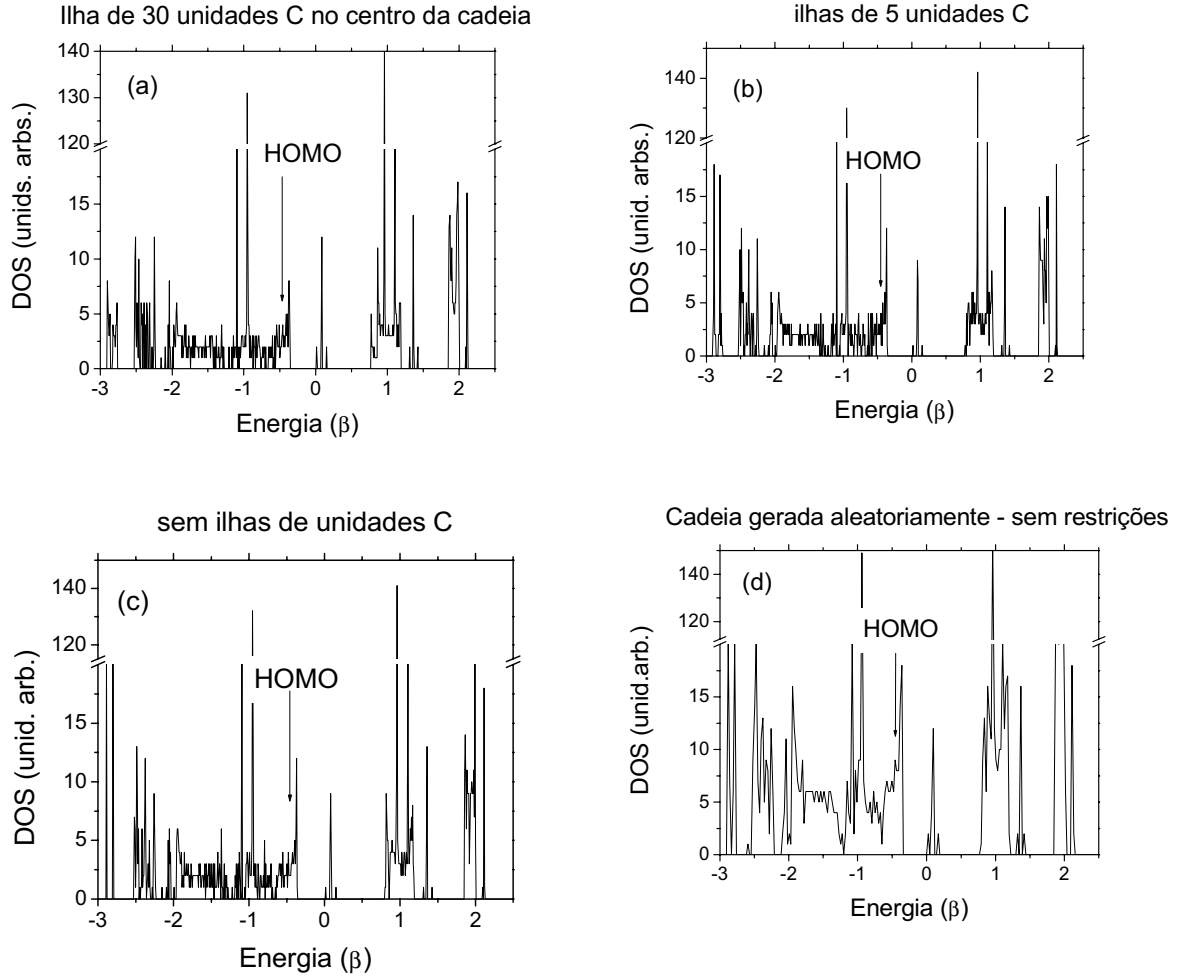 Ilha de 30 unidades C no centro da cadeia
(a)
HOMO
DOS (unids. arbs.)
140
130
120
15
10
5
0
-3 -2 -1 0 1 2
Energia (β)
ilhas de 5 unidades C
(b)
HOMO
DOS (unid. arbs.)
140
120
15
10
5
0
-3 -2 -1 0 1 2
Energia (β)
sem ilhas de unidades C
(c)
HOMO
DOS (unid. arb.)
140
120
20
15
10
5
0
-3 -2 -1 0 1 2
Energia (β)
Cadeia gerada aleatoriamente - sem restrições
(d)
HOMO
DOS (unid.arb.)
140
120
15
10
5
0
-3 -2 -1 0 1 2
Energia (β)